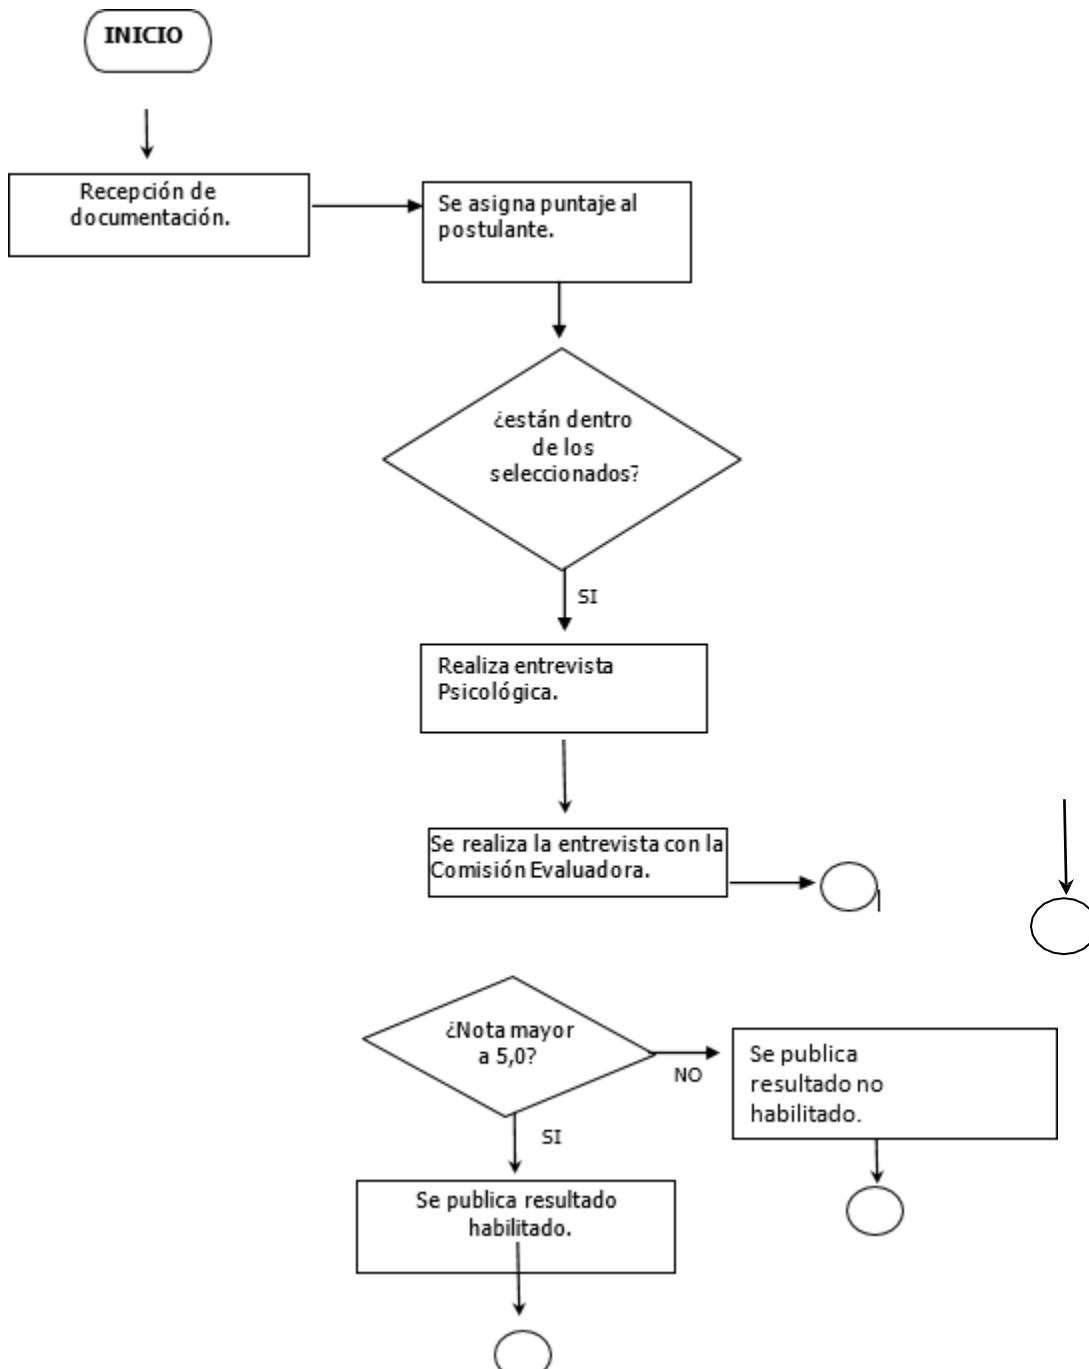 INICIO
Recepción de
documentación.
Se asigna puntaje al
postulante.
¿están dentro
de los
seleccionados?
SI
Realiza entrevista
Psicológica.
Se realiza la entrevista con la
Comisión Evaluadora.
¿Nota mayor
a 5,0?
NO
Se publica
resultado no
habilitado.
SI
Se publica resultado
habilitado.